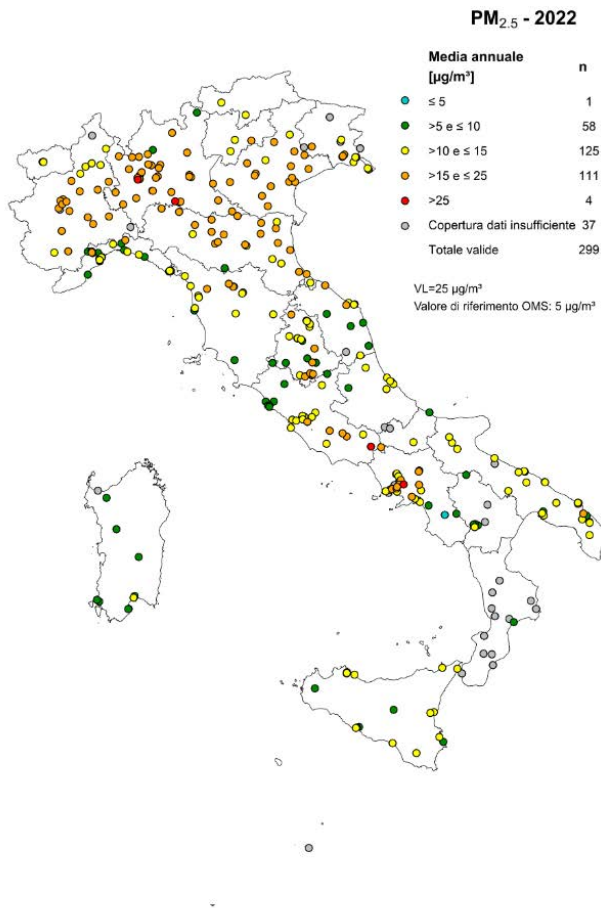 PM2.5 - 2022
Media annuale [µg/m³] n
≤ 5 1
>5 e ≤ 10 58
>10 e ≤ 15 125
>15 e ≤ 25 111
>25 4
Copertura dati insufficiente 37
Totale valide 299
VL=25 µg/m³
Valore di riferimento OMS: 5 µg/m³